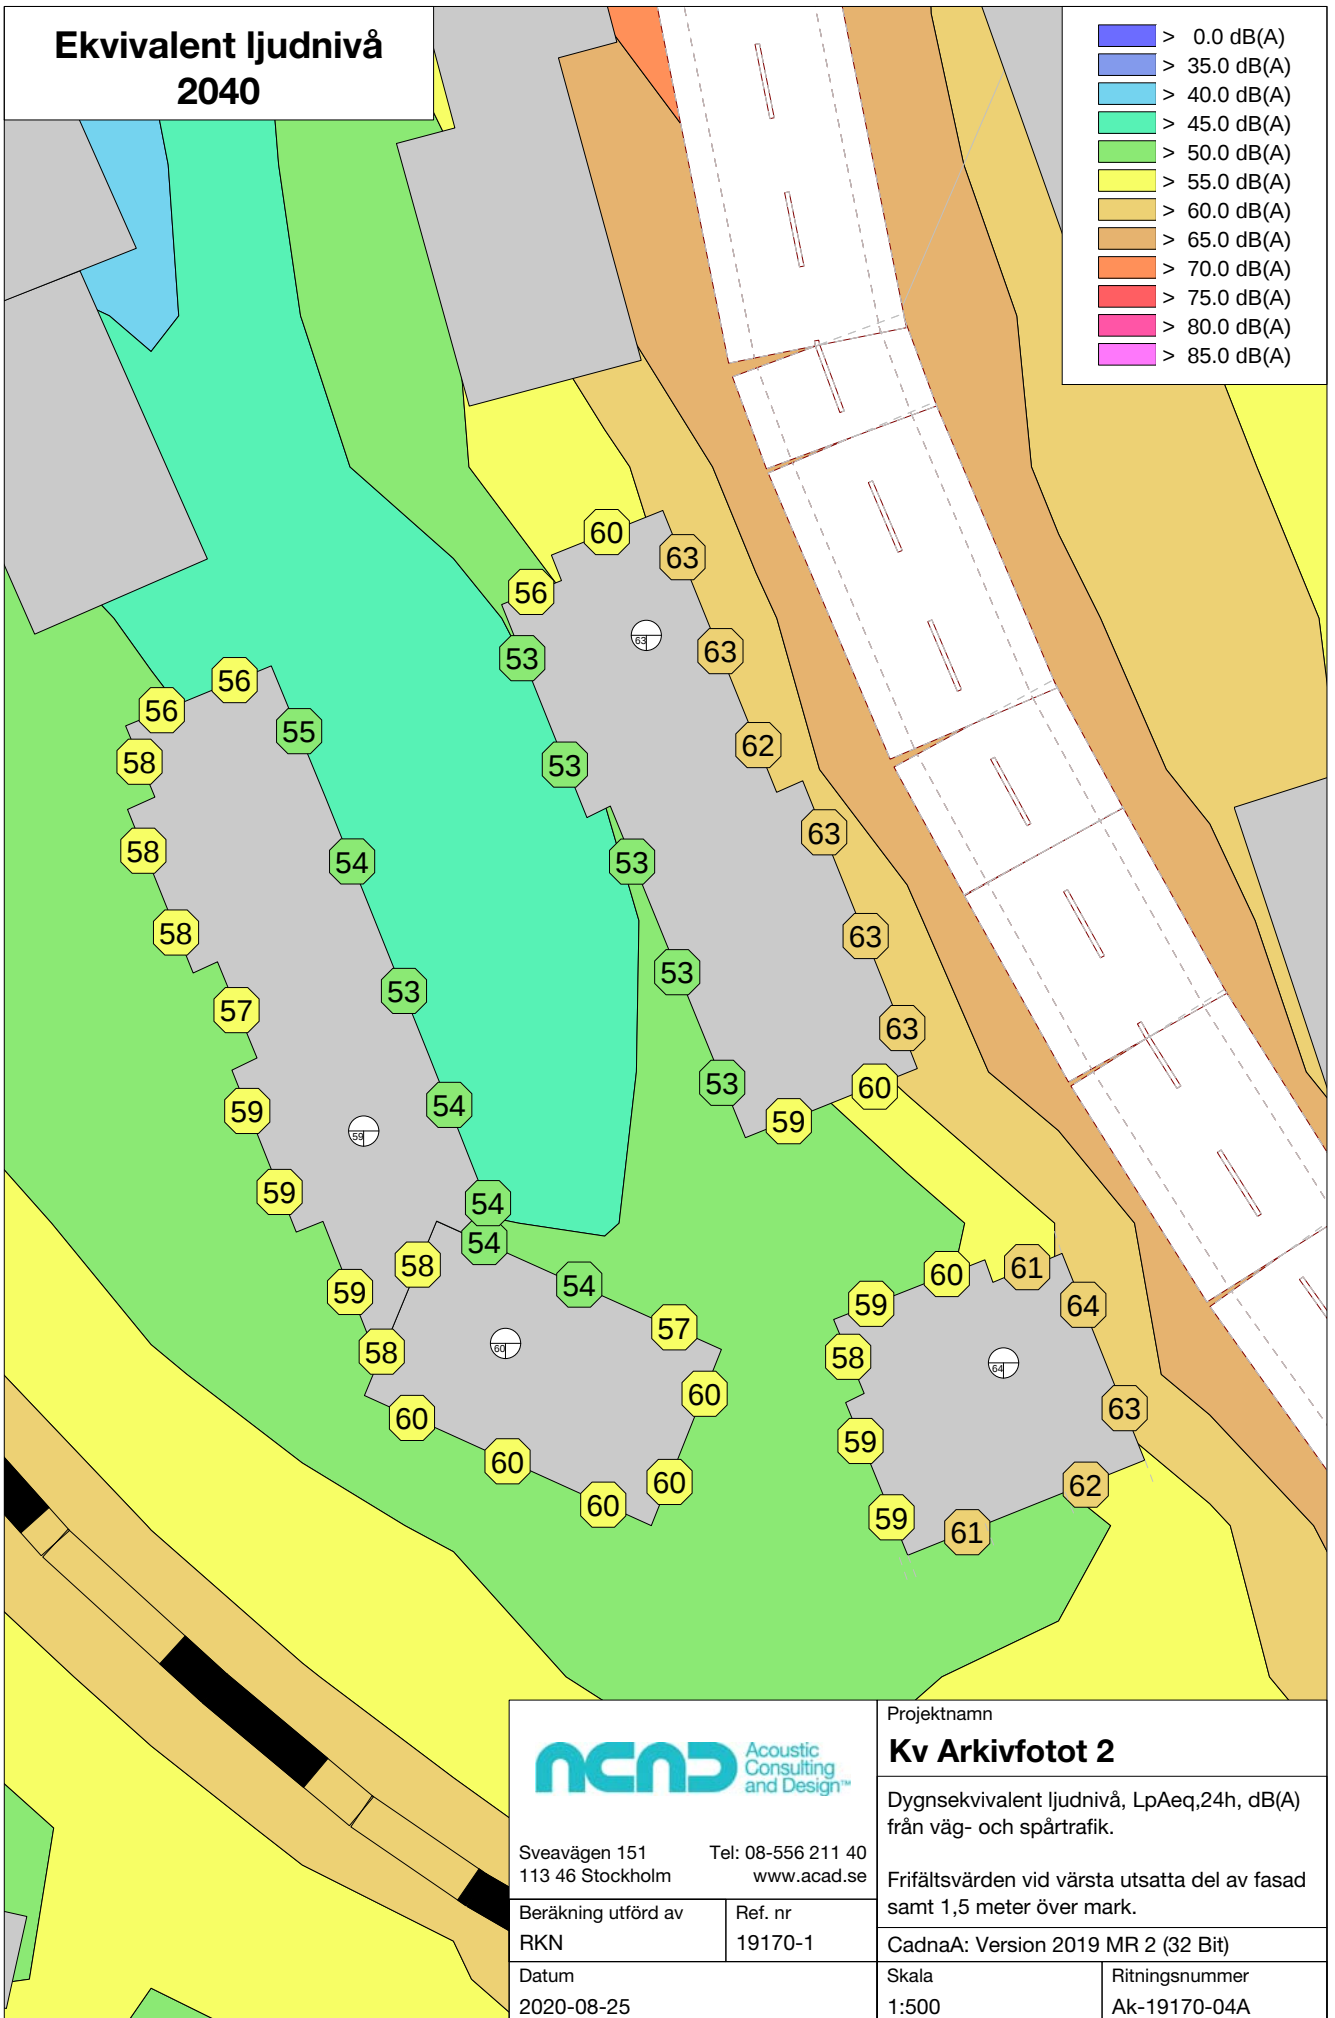 Ekvivalent ljudnivå
2040
> 0.0 dB(A)
> 35.0 dB(A)
> 40.0 dB(A)
> 45.0 dB(A)
> 50.0 dB(A)
> 55.0 dB(A)
> 60.0 dB(A)
> 65.0 dB(A)
> 70.0 dB(A)
> 75.0 dB(A)
> 80.0 dB(A)
> 85.0 dB(A)
60
63
56
63
53
63
56
56
55
62
58
53
63
58
54
53
58
63
53
53
57
63
53
60
54
59
59
59
59
54
54
58
60
61
54
59
64
59
57
60
58
58
64
60
63
60
59
60
60
62
60
59
61
ACAD
Acoustic
Consulting
and Design™
Sveavägen 151 Tel: 08-556 211 40
113 46 Stockholm www.acad.se
Beräkning utförd av
RKN
Ref. nr
19170-1
Datum
2020-08-25
Projektnamn
Kv Arkivfotot 2
Dygnsekvivalent ljudnivå, LpAeq,24h, dB(A)
från väg- och spårtrafik.
Frifältsvärden vid värsta utsatta del av fasad
samt 1,5 meter över mark.
CadnaA: Version 2019 MR 2 (32 Bit)
Skala
1:500
Ritningsnummer
Ak-19170-04A